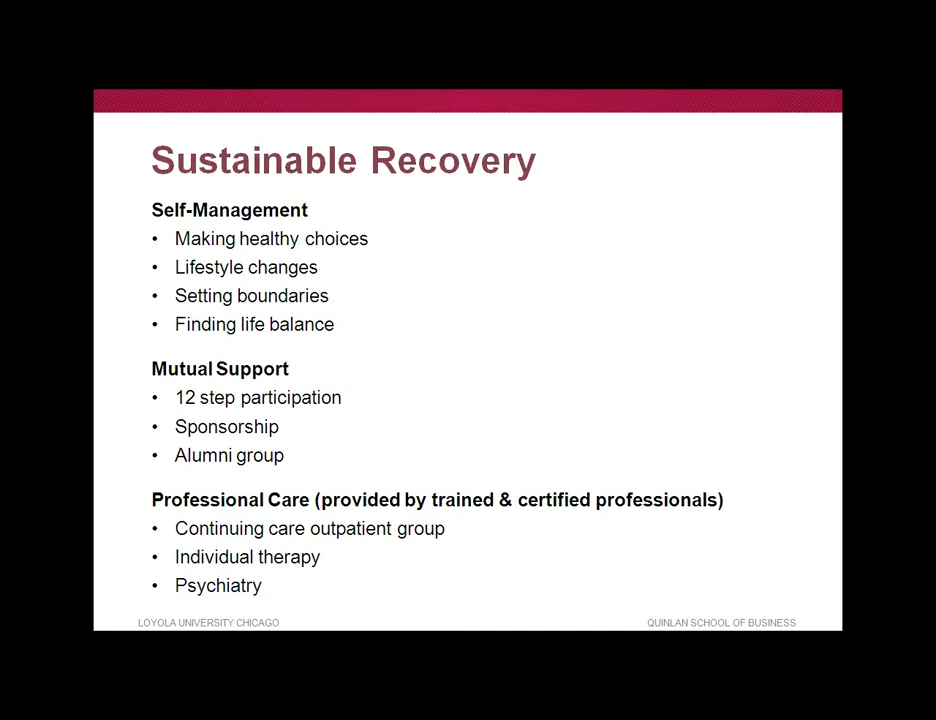 Sustainable Recovery
Self-Management
• Making healthy choices
• Lifestyle changes
• Setting boundaries
• Finding life balance
Mutual Support
• 12 step participation
• Sponsorship
• Alumni group
Professional Care (provided by trained & certified professionals)
• Continuing care outpatient group
• Individual therapy
• Psychiatry
LOYOLA UNIVERSITY CHICAGO
QUINLAN SCHOOL OF BUSINESS